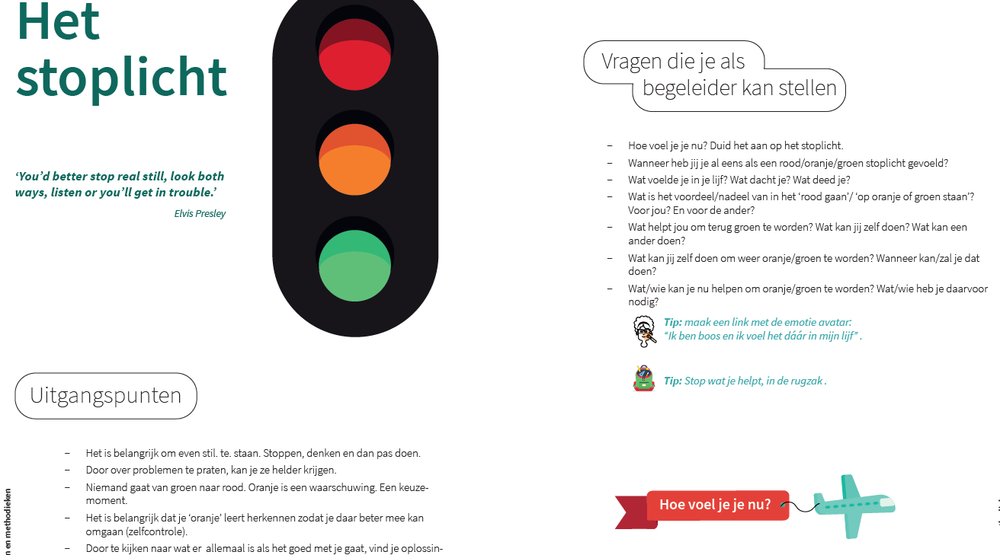 Het
stoplicht
‘You’d better stop real still, look both
ways, listen or you’ll get in trouble.’
Elvis Presley
Uitgangspunten
– Het is belangrijk om even stil. te. staan. Stoppen, denken en dan pas doen.
– Door over problemen te praten, kan je ze helder krijgen.
– Niemand gaat van groen naar rood. Oranje is een waarschuwing. Een keuze-
moment.
– Het is belangrijk dat je ‘oranje’ leert herkennen zodat je daar beter mee kan
omgaan (zelfcontrole).
– Door te kijken naar wat er allemaal is als het goed met je gaat, vind je oplossin-
n en methodieken
Vragen die je als
begeleider kan stellen
– Hoe voel je je nu? Duid het aan op het stoplicht.
– Wanneer heb jij je al eens als een rood/oranje/groen stoplicht gevoeld?
– Wat voelde je in je lijf? Wat dacht je? Wat deed je?
– Wat is het voordeel/nadeel van in het ‘rood gaan’/ ‘op oranje of groen staan’?
Voor jou? En voor de ander?
– Wat helpt jou om terug groen te worden? Wat kan jij zelf doen? Wat kan een
ander doen?
– Wat kan jij zelf doen om weer oranje/groen te worden? Wanneer kan/zal je dat
doen?
– Wat/wie kan je nu helpen om oranje/groen te worden? Wat/wie heb je daarvoor
nodig?
Tip: maak een link met de emotie avatar:
“Ik ben boos en ik voel het dáár in mijn lijf” .
Tip: Stop wat je helpt, in de rugzak .
Hoe voel je je nu?